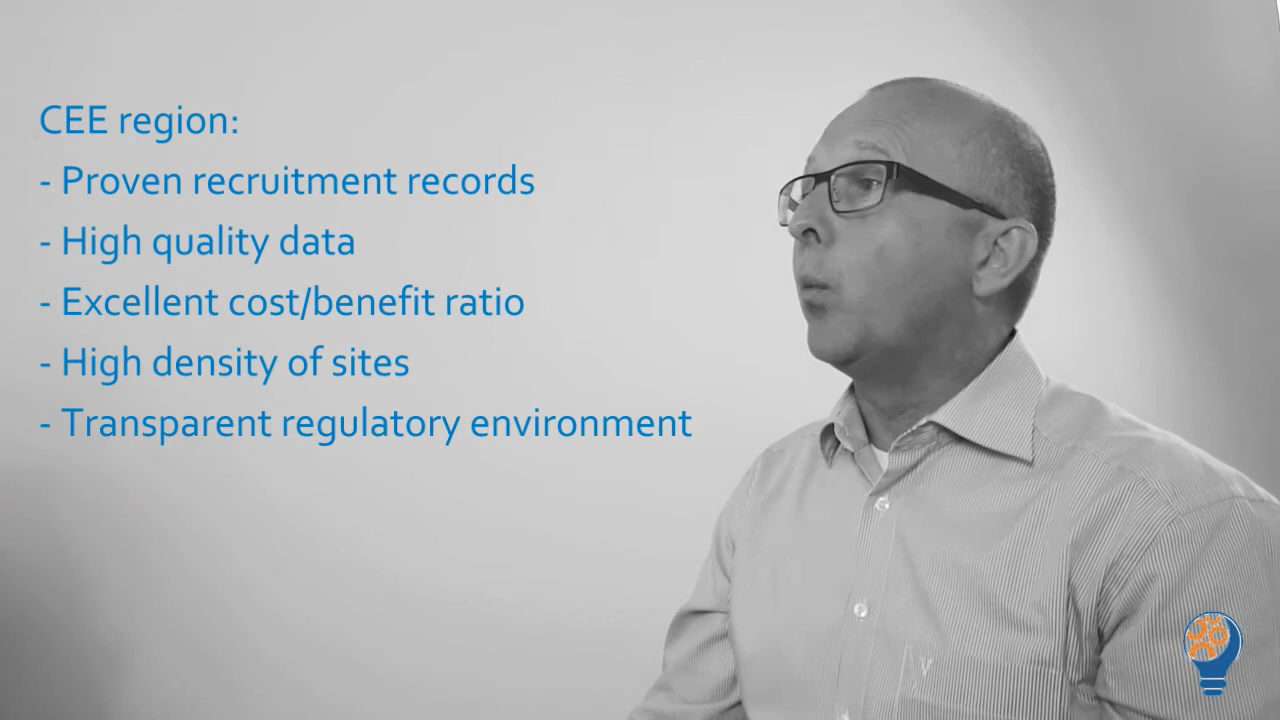 CEE region:
- Proven recruitment records
- High quality data
- Excellent cost/benefit ratio
- High density of sites
- Transparent regulatory environment